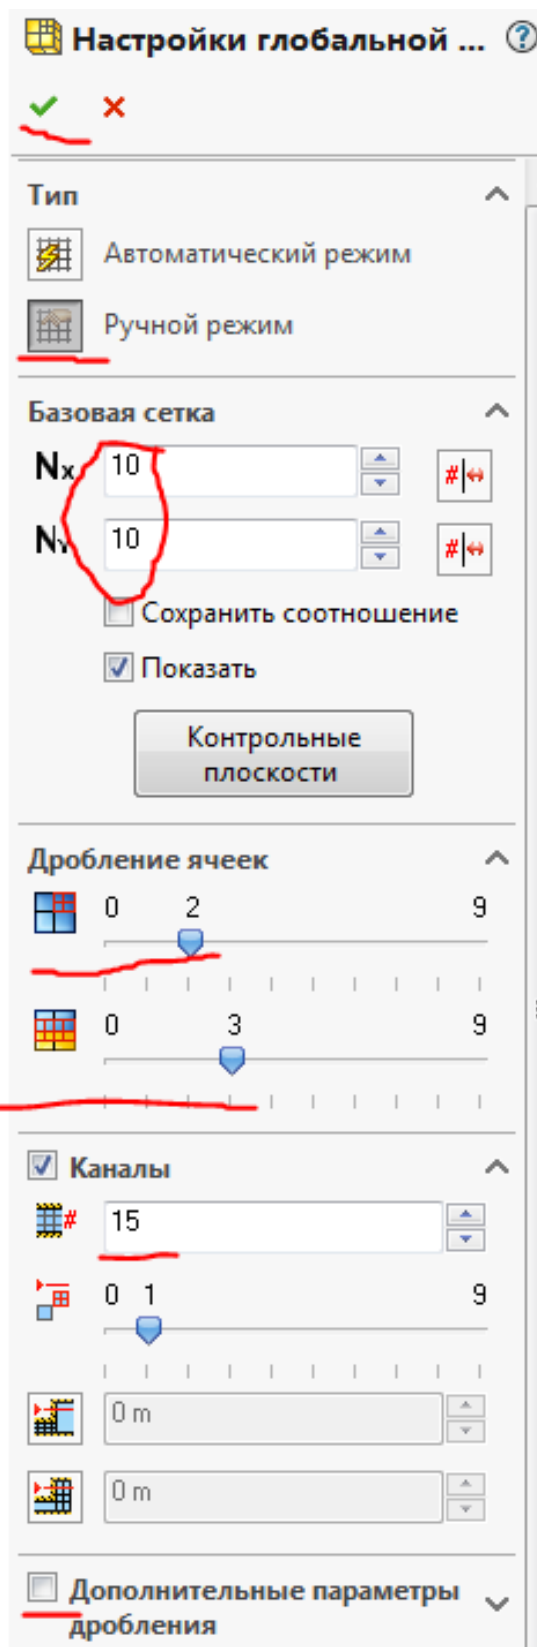 Настройки глобальной ...
Тип
Автоматический режим
Ручной режим
Базовая сетка
Nx 10
NY 10
Сохранить соотношение
Показать
Контрольные
плоскости
Дробление ячеек
0 2 9
0 3 9
Каналы
# 15
0 1 9
0 m
0 m
Дополнительные параметры
дробления